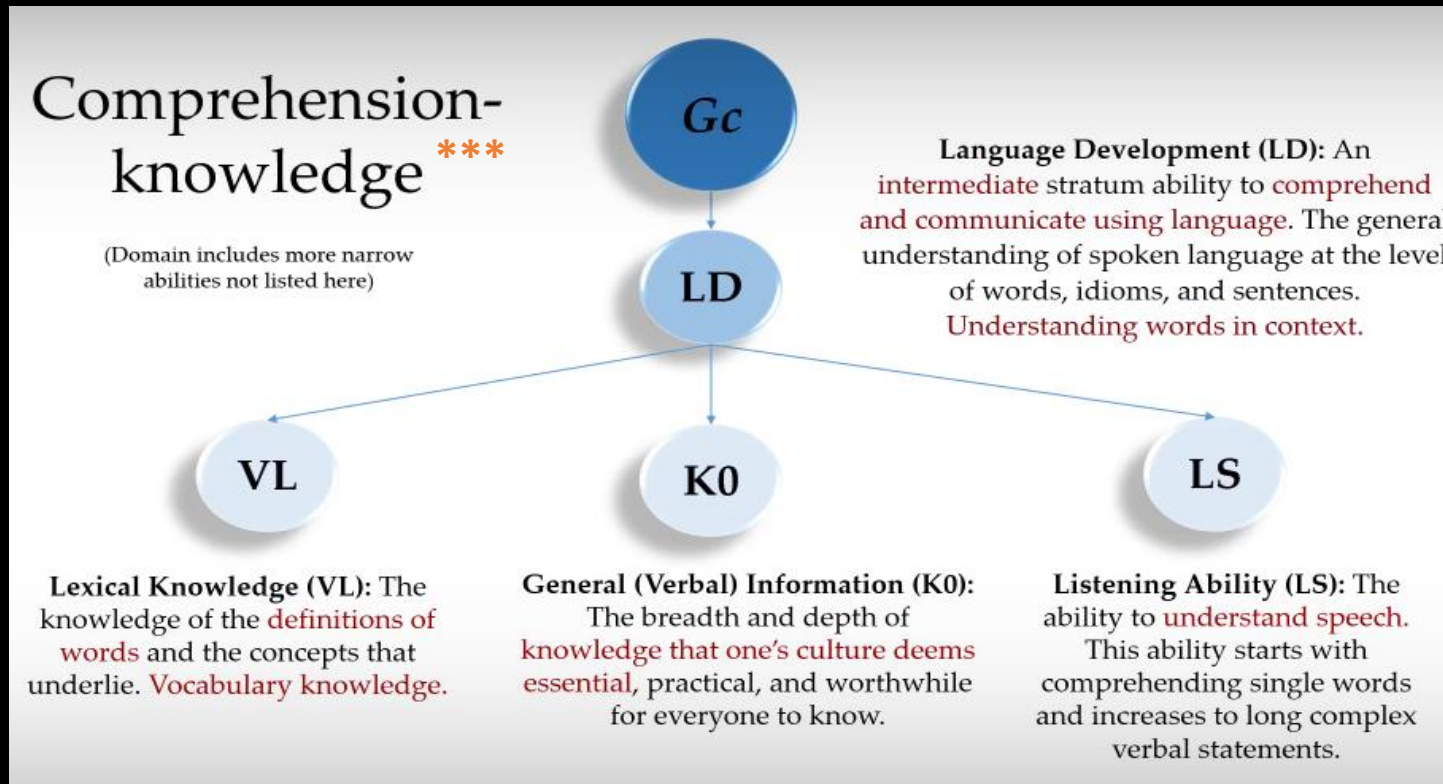 Comprehension-
knowledge ***
(Domain includes more narrow
abilities not listed here)
Gc
Language Development (LD): An
intermediate stratum ability to comprehend
and communicate using language. The general
understanding of spoken language at the level
of words, idioms, and sentences.
Understanding words in context.
LD
VL
K0
LS
Lexical Knowledge (VL): The
knowledge of the definitions of
words and the concepts that
underlie. Vocabulary knowledge.
General (Verbal) Information (K0):
The breadth and depth of
knowledge that one's culture deems
essential, practical, and worthwhile
for everyone to know.
Listening Ability (LS): The
ability to understand speech.
This ability starts with
comprehending single words
and increases to long complex
verbal statements.